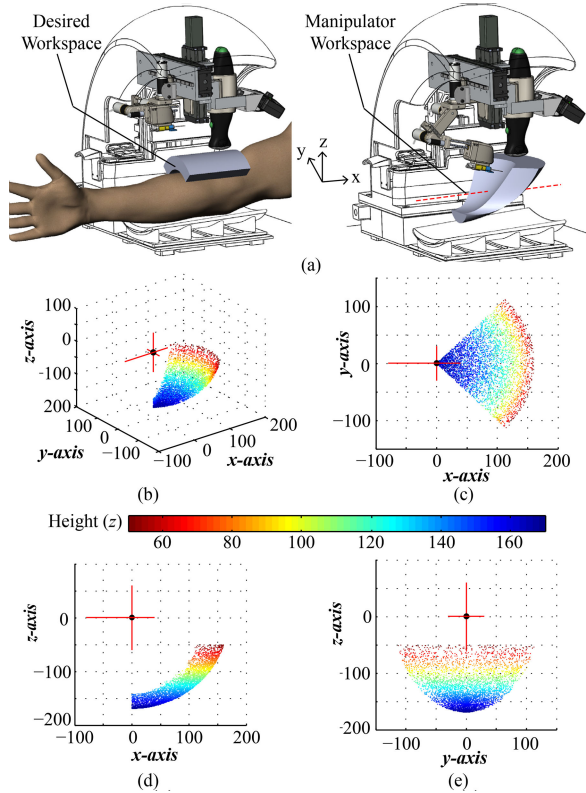 Desired
Workspace
Manipulator
Workspace
z
y
x
(a)
100
0
-100
200
z-axis
100
0
-100
y-axis
-100
0
100
200
x-axis
(b)
100
0
-100
y-axis
-100
0
100
200
x-axis
(c)
Height (z)
60
80
100
120
140
160
0
-100
-200
z-axis
-100
0
100
200
x-axis
(d)
0
-100
-200
z-axis
-100
0
100
y-axis
(e)